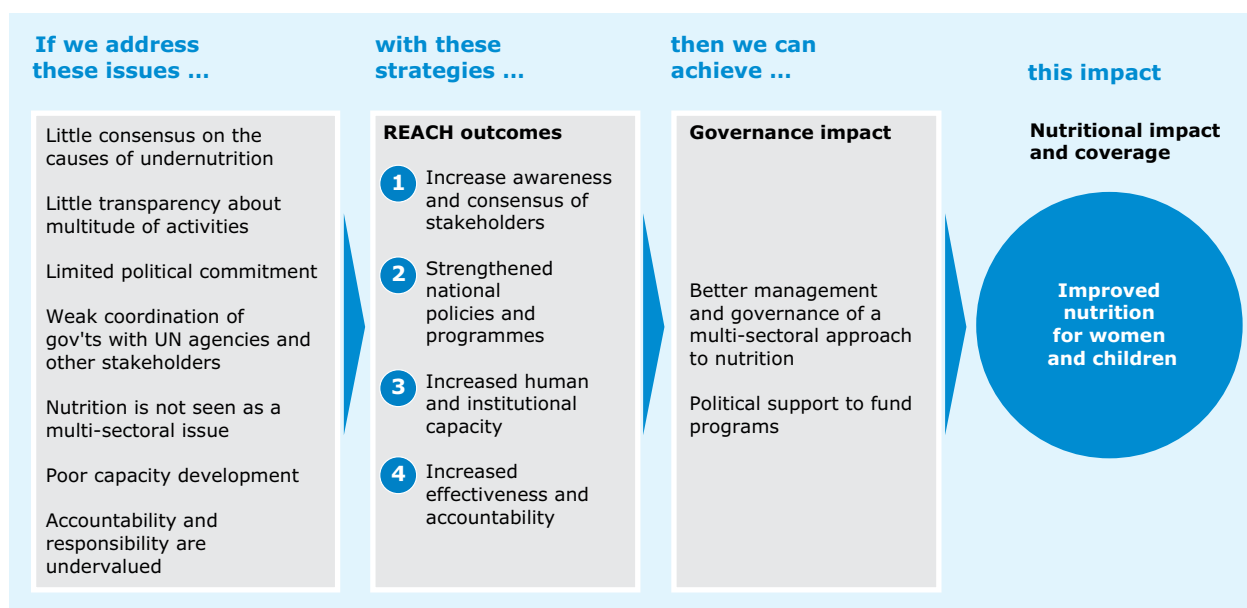 If we address
these issues ...
Little consensus on the
causes of undernutrition
Little transparency about
multitude of activities
Limited political commitment
Weak coordination of
gov'ts with UN agencies and
other stakeholders
Nutrition is not seen as a
multi-sectoral issue
Poor capacity development
Accountability and
responsibility are
undervalued
with these
strategies ...
REACH outcomes
1 Increase awareness
and consensus of
stakeholders
2 Strengthened
national
policies and
programmes
3 Increased human
and institutional
capacity
4 Increased
effectiveness and
accountability
then we can
achieve ...
Governance impact
Better management
and governance of a
multi-sectoral approach
to nutrition
Political support to fund
programs
this impact
Nutritional impact
and coverage
Improved
nutrition
for women
and children